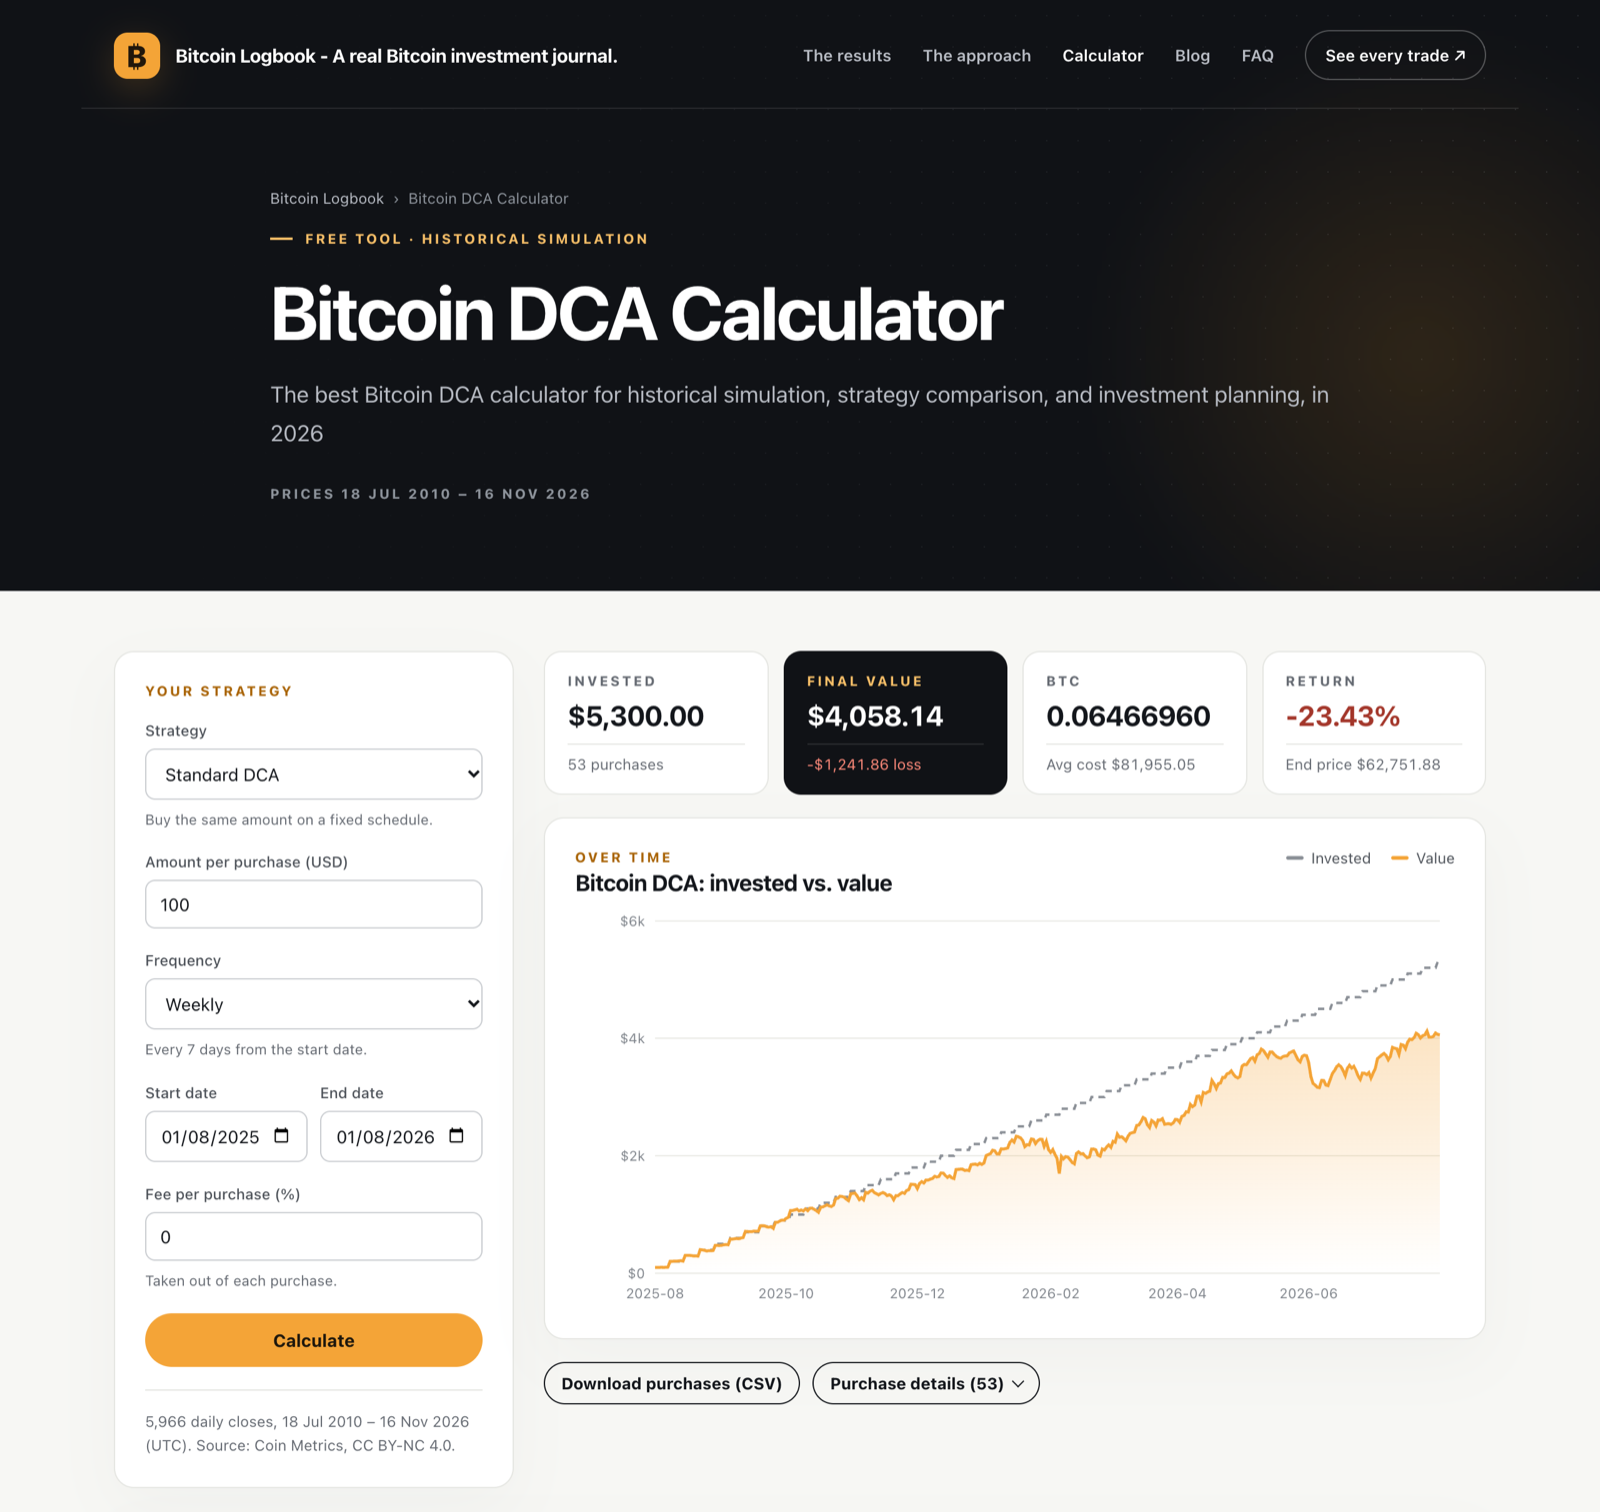 ₿
Bitcoin Logbook - A real Bitcoin investment journal.
The results
The approach
Calculator
Blog
FAQ
See every trade ↗
Bitcoin Logbook › Bitcoin DCA Calculator
FREE TOOL · HISTORICAL SIMULATION
Bitcoin DCA Calculator
The best Bitcoin DCA calculator for historical simulation, strategy comparison, and investment planning, in
2026
PRICES 18 JUL 2010 – 16 NOV 2026
YOUR STRATEGY
Strategy
Standard DCA
Buy the same amount on a fixed schedule.
Amount per purchase (USD)
100
Frequency
Weekly
Every 7 days from the start date.
Start date
End date
01/08/2025
01/08/2026
Fee per purchase (%)
0
Taken out of each purchase.
Calculate
5,966 daily closes, 18 Jul 2010 – 16 Nov 2026
(UTC). Source: Coin Metrics, CC BY-NC 4.0.
INVESTED
$5,300.00
53 purchases
FINAL VALUE
$4,058.14
-$1,241.86 loss
BTC
0.06466960
Avg cost $81,955.05
RETURN
-23.43%
End price $62,751.88
OVER TIME
Bitcoin DCA: invested vs. value
Invested
Value
$6k
$4k
$2k
$0
2025-08
2025-10
2025-12
2026-02
2026-04
2026-06
Download purchases (CSV)
Purchase details (53)